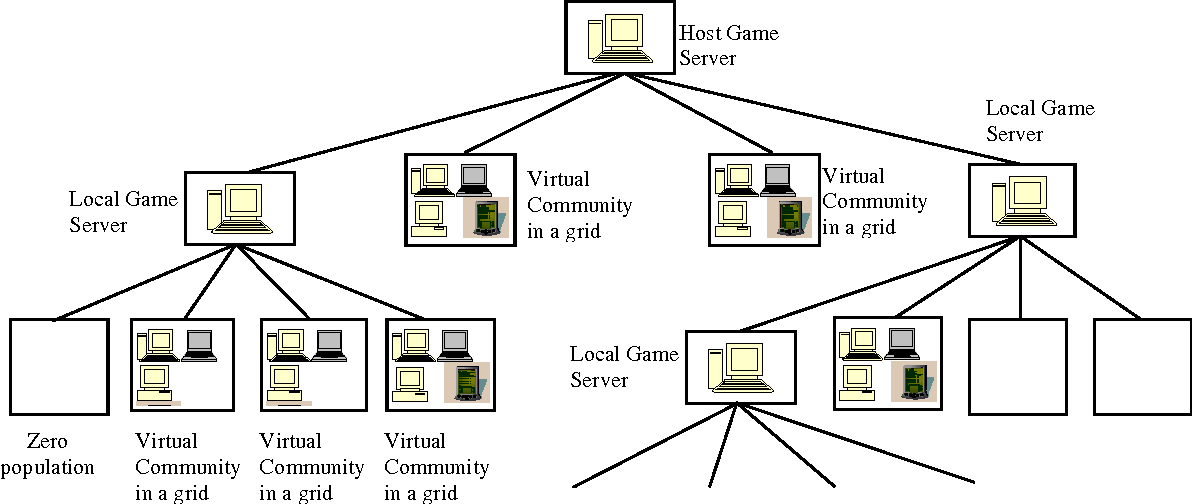 Host Game
Server
Local Game
Server
Local Game
Server
Virtual
Community
in a grid
Virtual
Community
in a grid
Local Game
Server
Zero
population
Virtual
Community
in a grid
Virtual
Community
in a grid
Virtual
Community
in a grid